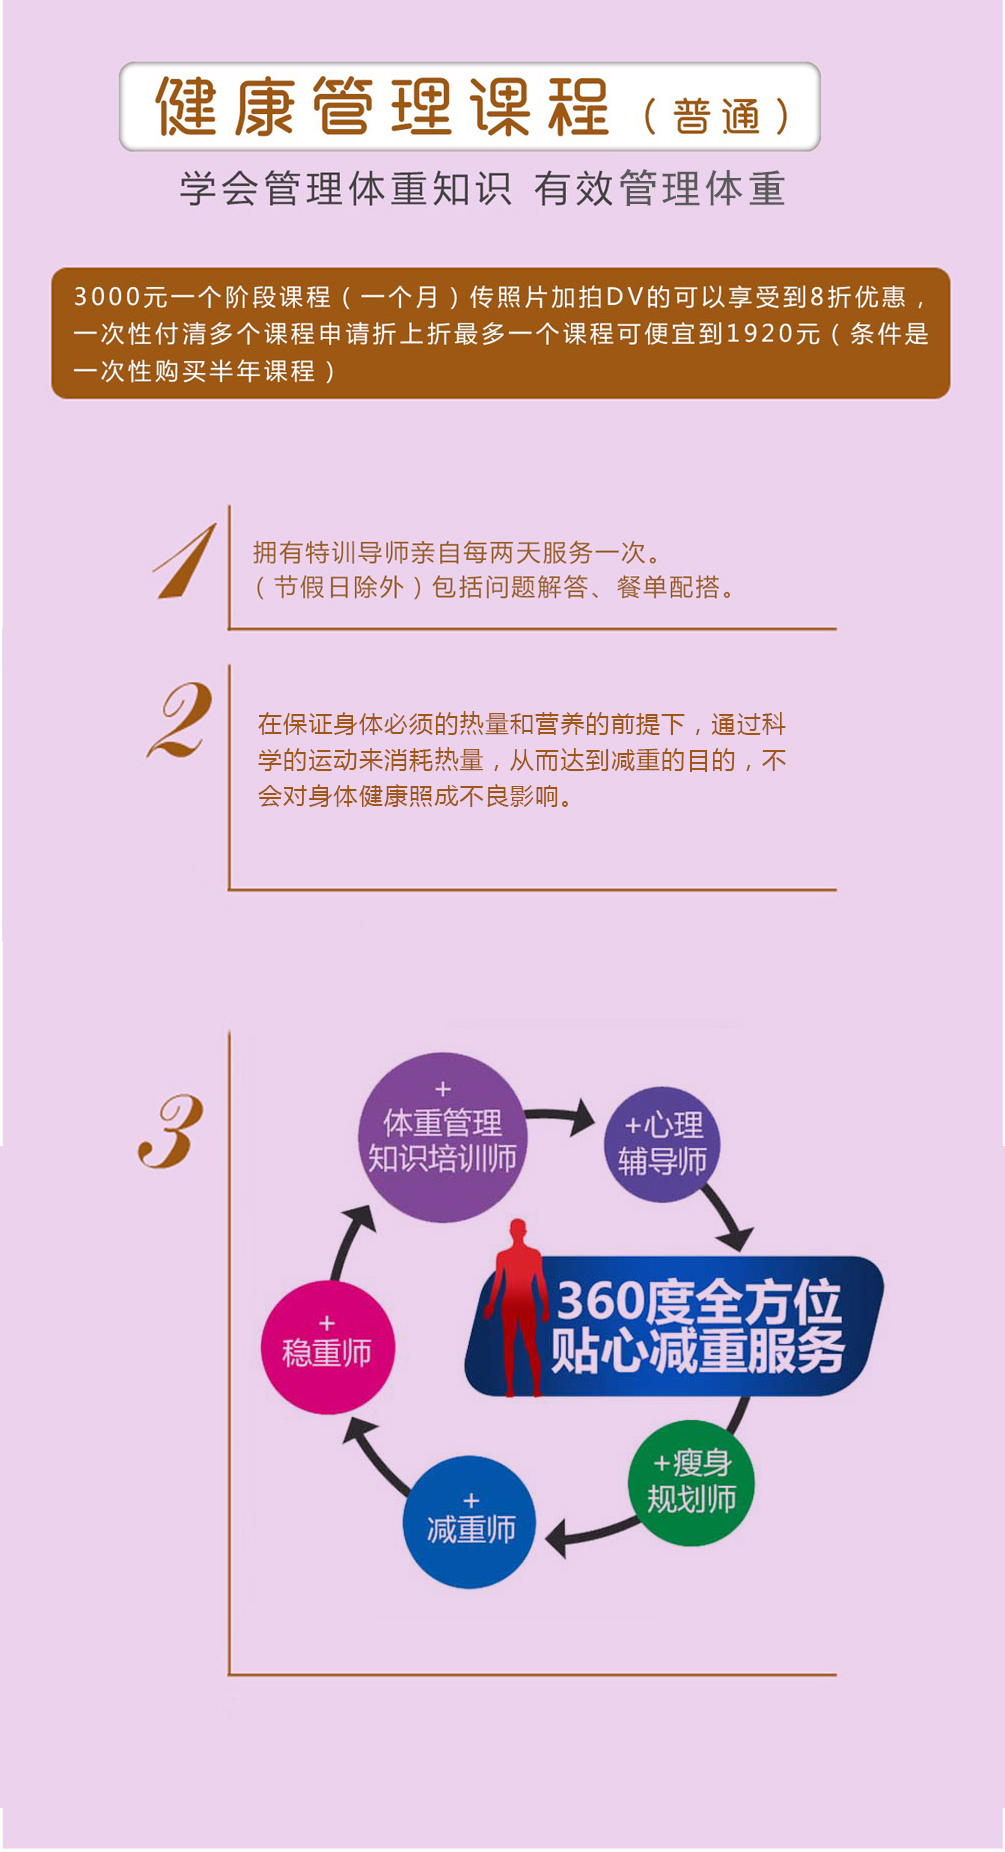 健康管理课程（普通）
学会管理体重知识 有效管理体重
3000元一个阶段课程（一个月）传照片加拍DV的可以享受到8折优惠，
一次性付清多个课程申请折上折最多一个课程可便宜到1920元（条件是
一次性购买半年课程）
1
拥有特训导师亲自每两天服务一次。
（节假日除外）包括问题解答、餐单配搭。
2
在保证身体必须的热量和营养的前提下，通过科
学的运动来消耗热量，从而达到减重的目的，不
会对身体健康照成不良影响。
3
+
体重管理
知识培训师
+心理
辅导师
360度全方位
贴心减重服务
+
稳重师
+瘦身
规划师
+
减重师